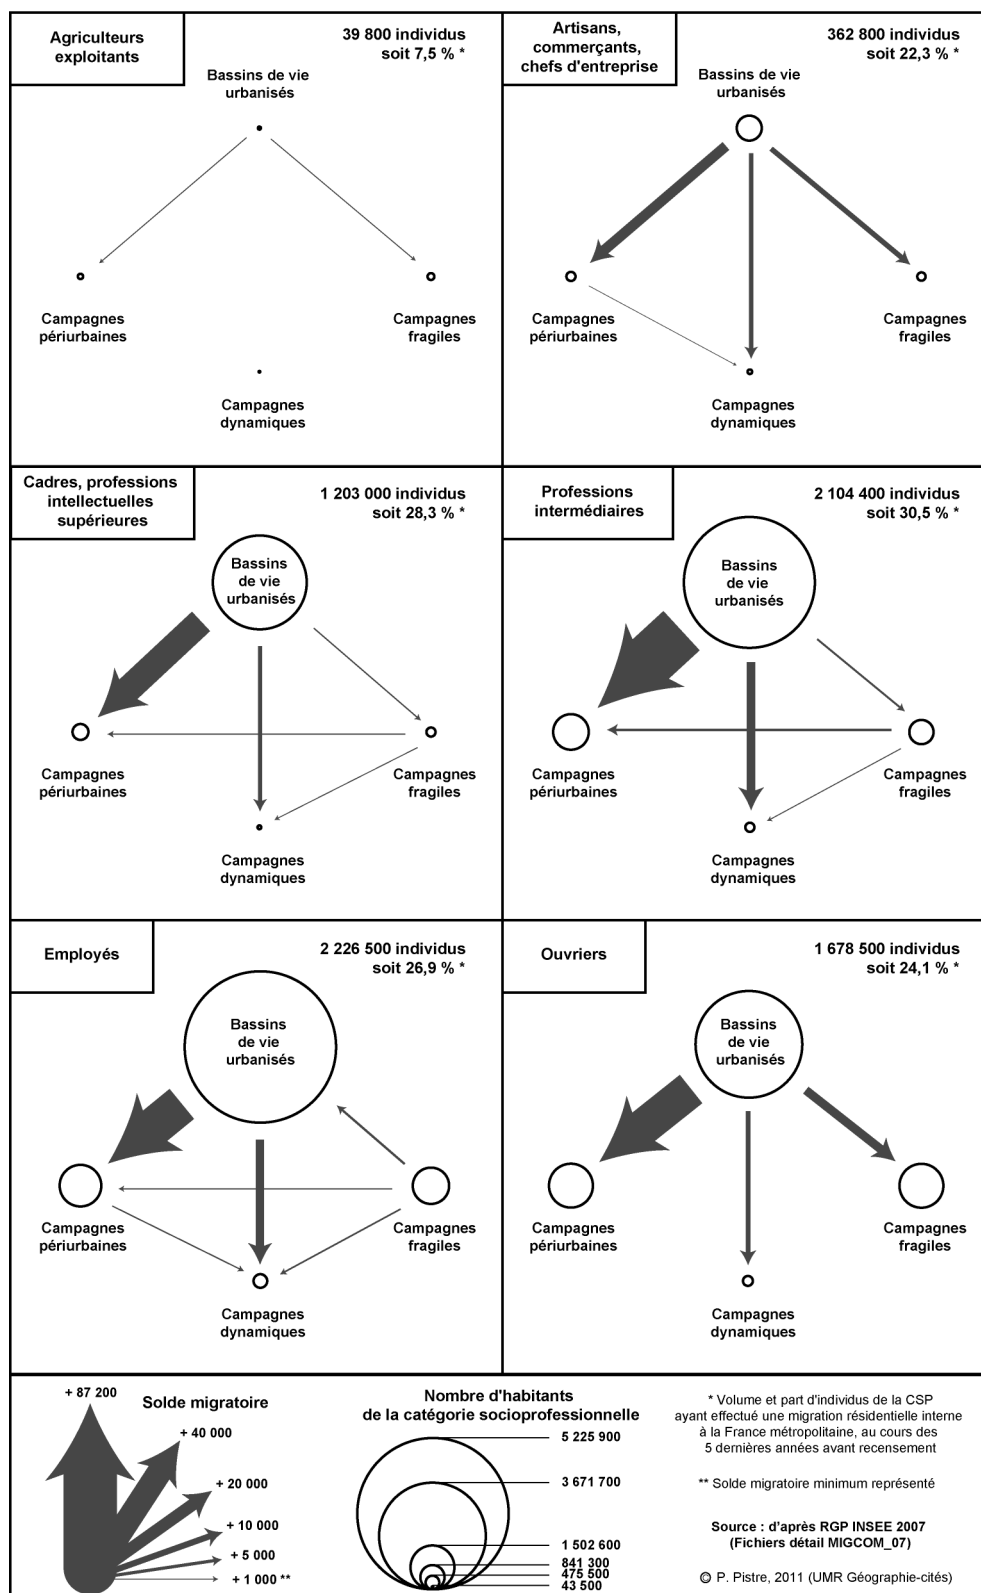 Agriculteurs
exploitants
39 800 individus
soit 7,5 % *
Bassins de vie
urbanisés
Campagnes
périurbaines
Campagnes
fragiles
Campagnes
dynamiques
Artisans,
commerçants,
chefs d'entreprise
362 800 individus
soit 22,3 % *
Bassins de vie
urbanisés
Campagnes
périurbaines
Campagnes
fragiles
Campagnes
dynamiques
Cadres, professions
intellectuelles
supérieures
1 203 000 individus
soit 28,3 % *
Bassins
de vie
urbanisés
Campagnes
périurbaines
Campagnes
fragiles
Campagnes
dynamiques
Professions
intermédiaires
2 104 400 individus
soit 30,5 % *
Bassins
de vie
urbanisés
Campagnes
périurbaines
Campagnes
fragiles
Campagnes
dynamiques
Employés
2 226 500 individus
soit 26,9 % *
Bassins
de vie
urbanisés
Campagnes
périurbaines
Campagnes
fragiles
Campagnes
dynamiques
Ouvriers
1 678 500 individus
soit 24,1 % *
Bassins
de vie
urbanisés
Campagnes
périurbaines
Campagnes
fragiles
Campagnes
dynamiques
Solde migratoire
+ 87 200
+ 40 000
+ 20 000
+ 10 000
+ 5 000
+ 1 000 **
Nombre d'habitants
de la catégorie socioprofessionnelle
5 225 900
3 671 700
1 502 600
841 300
475 500
43 500
* Volume et part d'individus de la CSP
ayant effectué une migration résidentielle interne
à la France métropolitaine, au cours des
5 dernières années avant recensement
** Solde migratoire minimum représenté
Source : d'après RGP INSEE 2007
(Fichiers détail MIGCOM_07)
© P. Pistre, 2011 (UMR Géographie-cités)